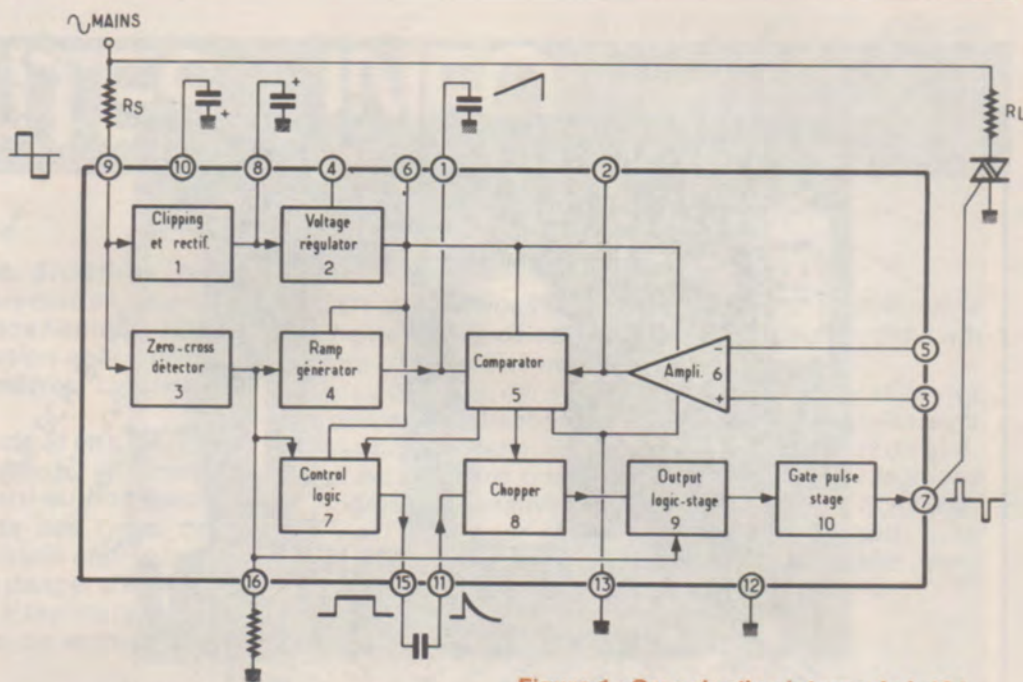 MAINS
RS
RL
+
+
9
10
8
4
6
1
2
Clipping
et rectif.
1
Voltage
régulator
2
Zero-cross
détector
3
Ramp
générator
4
Comparator
5
-
Ampli. 6
+
5
3
Control
logic
7
Chopper
8
Output
logic-stage
9
Gate pulse
stage
10
7
16
15
11
13
12